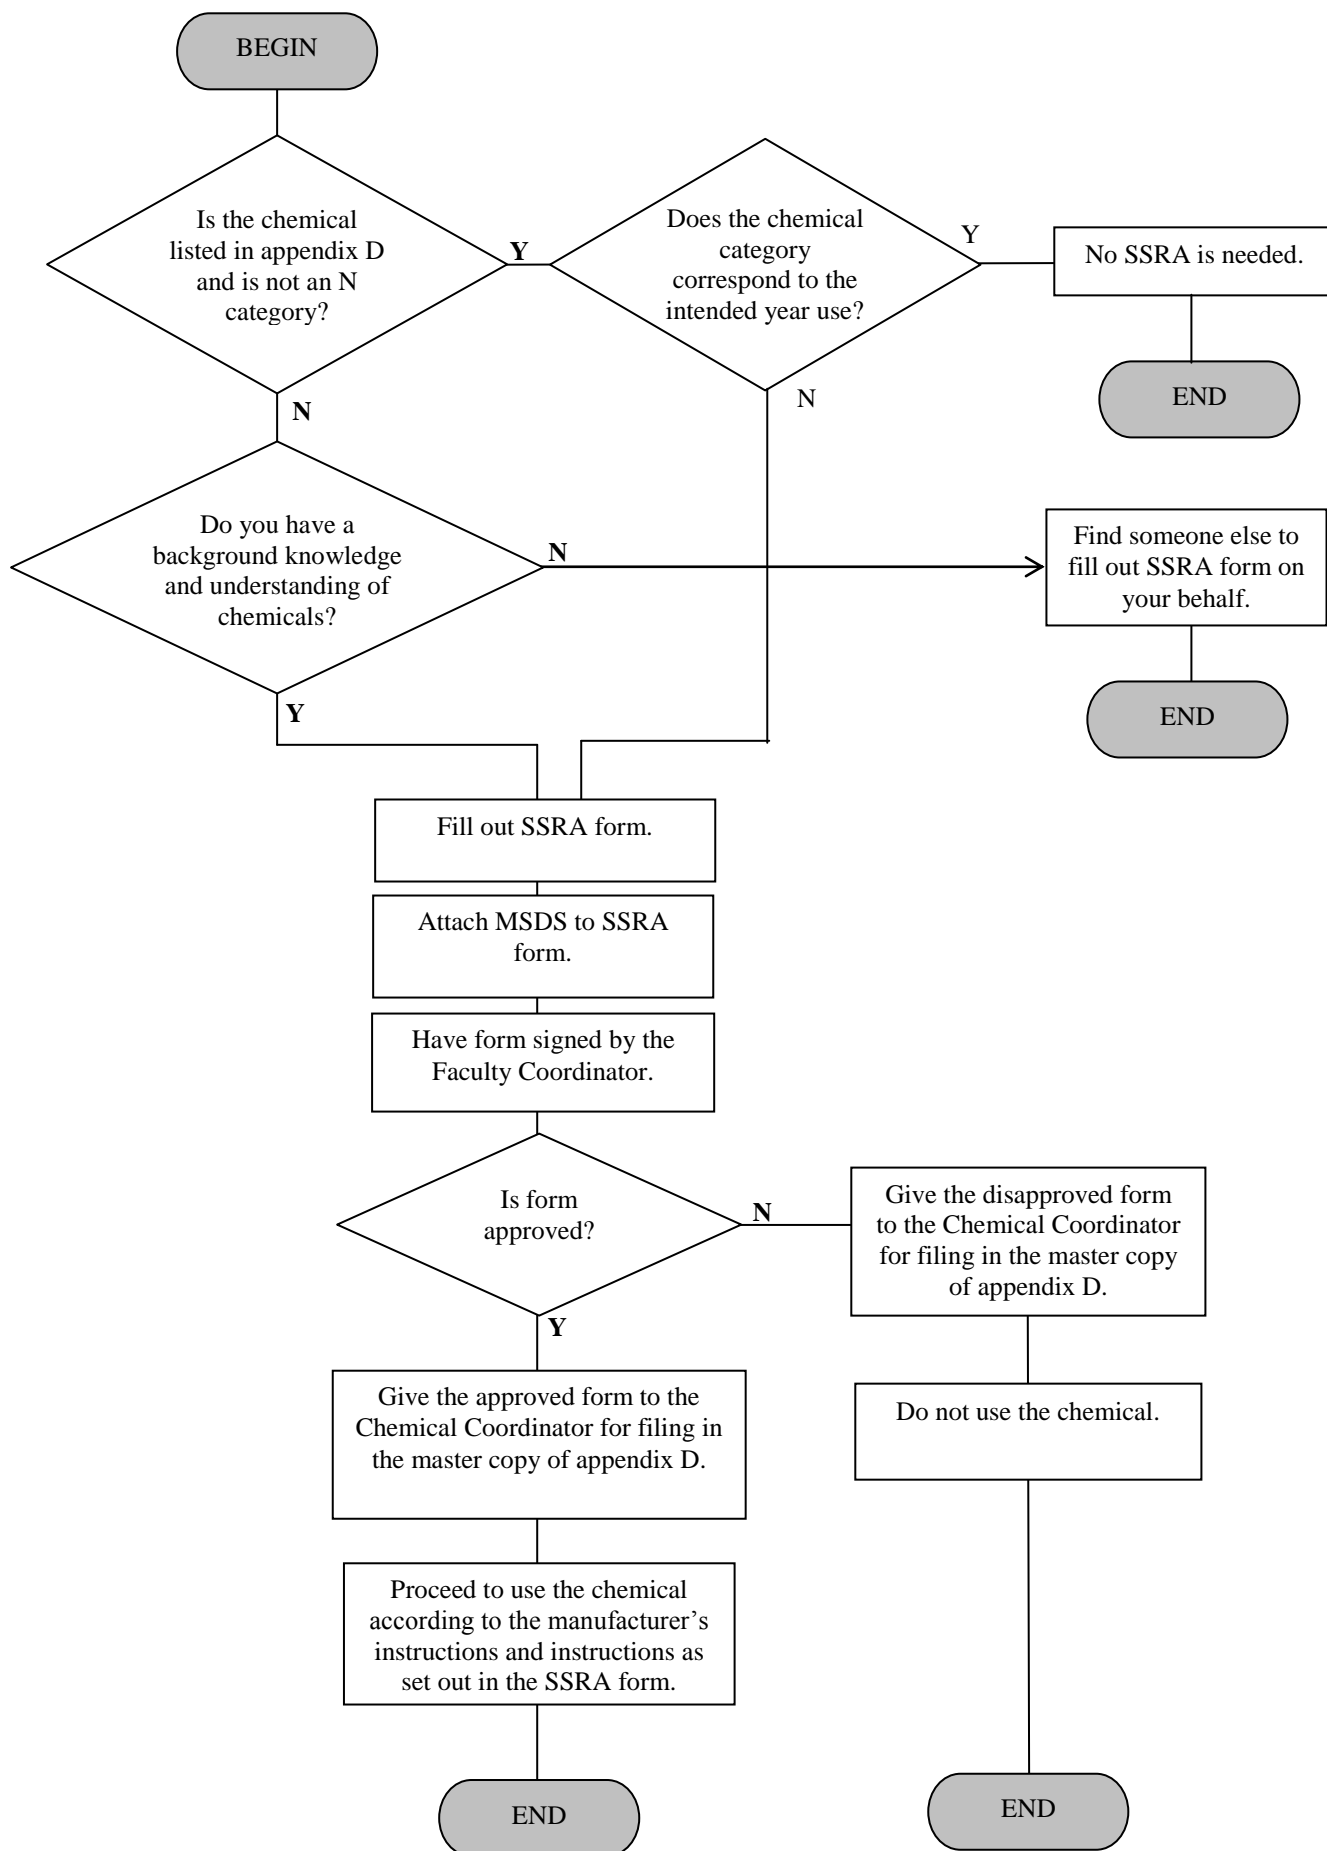 BEGIN
Is the chemical
listed in appendix D
and is not an N
category?
Y
Does the chemical
category
correspond to the
intended year use?
Y
No SSRA is needed.
END
N
N
Do you have a
background knowledge
and understanding of
chemicals?
N
Find someone else to
fill out SSRA form on
your behalf.
END
Y
Fill out SSRA form.
Attach MSDS to SSRA
form.
Have form signed by the
Faculty Coordinator.
Is form
approved?
N
Give the disapproved form
to the Chemical Coordinator
for filing in the master copy
of appendix D.
Y
Give the approved form to the
Chemical Coordinator for filing in
the master copy of appendix D.
Do not use the chemical.
Proceed to use the chemical
according to the manufacturer’s
instructions and instructions as
set out in the SSRA form.
END
END